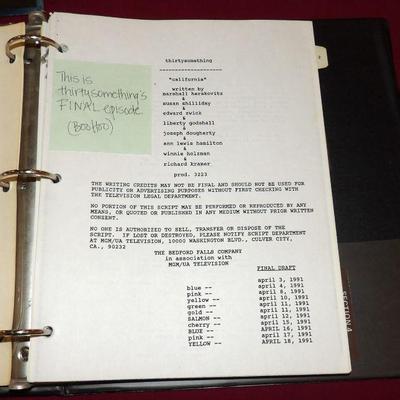 This is
thirtysomething's
FINAL episode.
(Boo Hoo)
thirtysomething
"california"
written by
marshall herskovitz
&
susan shilliday
&
edward zwick
&
liberty godshall
&
joseph dougherty
&
ann lewis hamilton
&
winnie holzman
&
richard kramer
prod. 3223
THE WRITING CREDITS MAY NOT BE FINAL AND SHOULD NOT BE USED FOR
PUBLICITY OR ADVERTISING PURPOSES WITHOUT FIRST CHECKING WITH
THE TELEVISION LEGAL DEPARTMENT.
NO PORTION OF THIS SCRIPT MAY BE PERFORMED OR REPRODUCED BY ANY
MEANS, OR QUOTED OR PUBLISHED IN ANY MEDIUM WITHOUT PRIOR WRITTEN
CONSENT.
NO ONE IS AUTHORIZED TO SELL, TRANSFER OR DISPOSE OF THE
SCRIPT. IF LOST OR DESTROYED, PLEASE NOTIFY SCRIPT DEPARTMENT
AT MGM/UA TELEVISION, 10000 WASHINGTON BLVD., CULVER CITY,
CA., 90232
THE BEDFORD FALLS COMPANY
in association with
MGM/UA TELEVISION
FINAL DRAFT
april 3, 1991
blue -- april 4, 1991
pink -- april 8, 1991
yellow -- april 10, 1991
green -- april 11, 1991
gold -- april 11, 1991
SALMON -- april 12, 1991
cherry -- april 15, 1991
BLUE -- APRIL 16, 1991
pink -- april 17, 1991
YELLOW -- APRIL 18, 1991